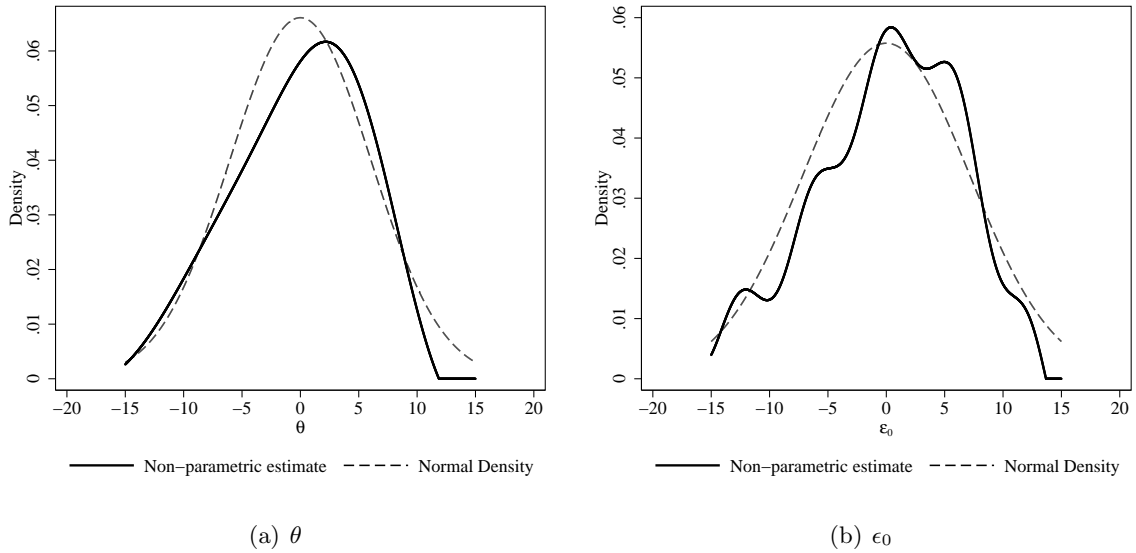 Density
0 .01 .02 .03 .04 .05 .06
−20 −15 −10 −5 0 5 10 15 20
θ
Non−parametric estimate Normal Density
(a) θ
Density
0 .01 .02 .03 .04 .05 .06
−20 −15 −10 −5 0 5 10 15 20
ε₀
Non−parametric estimate Normal Density
(b) ϵ₀